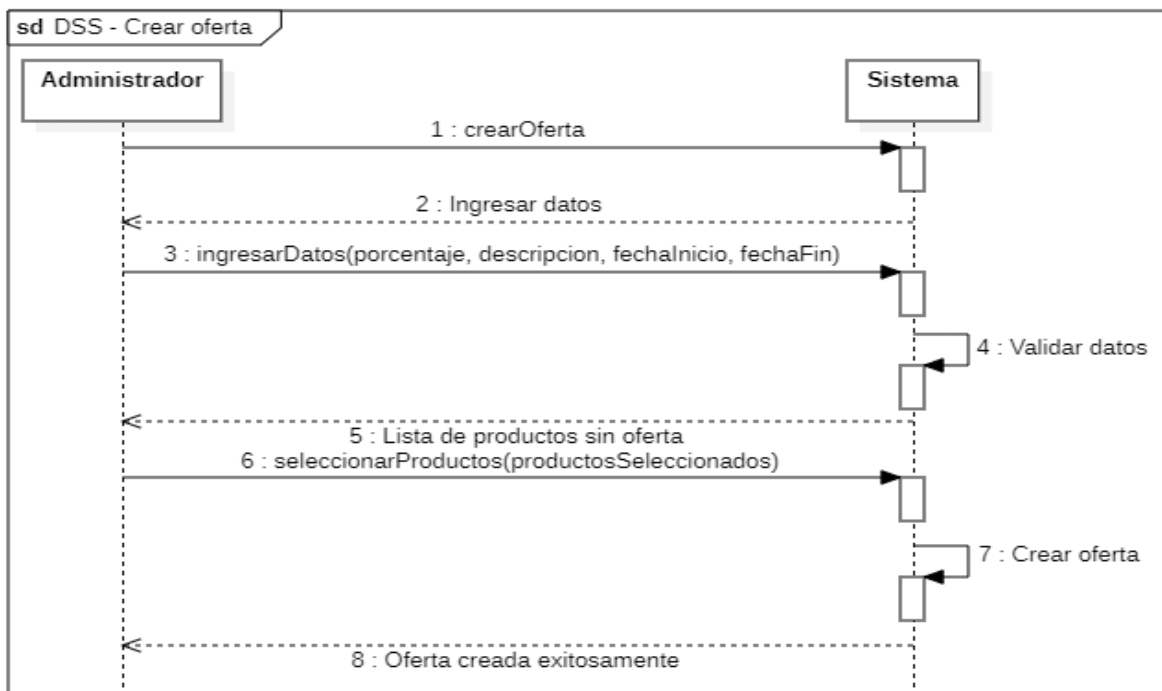 sd DSS - Crear oferta
Administrador
Sistema
1 : crearOferta
2 : Ingresar datos
3 : ingresarDatos(porcentaje, descripcion, fechaInicio, fechaFin)
4 : Validar datos
5 : Lista de productos sin oferta
6 : seleccionarProductos(productosSeleccionados)
7 : Crear oferta
8 : Oferta creada exitosamente